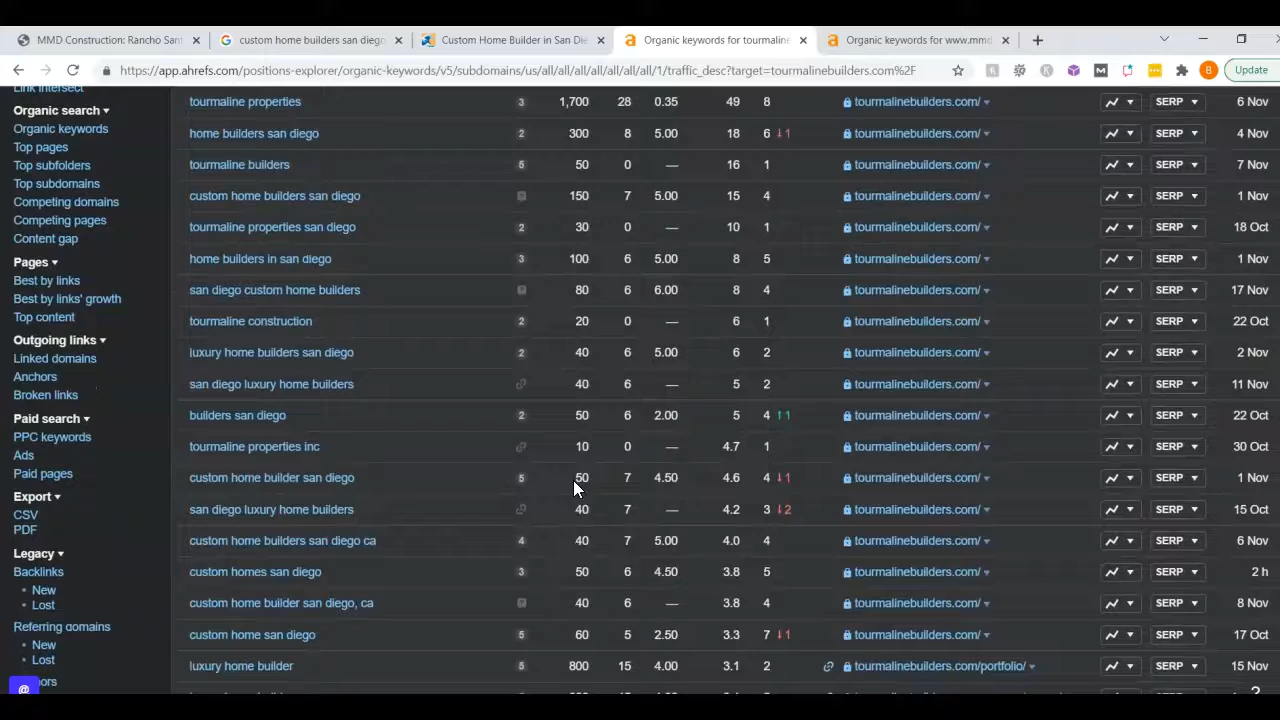 MMD Construction: Rancho Sant
custom home builders san diego
Custom Home Builder in San Die
Organic keywords for tourmaline
Organic keywords for www.mmd
https://app.ahrefs.com/positions-explorer/organic-keywords/v5/subdomains/us/all/all/all/all/all/all/all/1/traffic_desc?target=tourmalinebuilders.com%2F
B
Update
Link intersect
Organic search
Organic keywords
Top pages
Top subfolders
Top subdomains
Competing domains
Competing pages
Content gap
Pages
Best by links
Best by links' growth
Top content
Outgoing links
Linked domains
Anchors
Broken links
Paid search
PPC keywords
Ads
Paid pages
Export
CSV
PDF
Legacy
Backlinks
New
Lost
Referring domains
New
Lost
tourmaline properties 3 1,700 28 0.35 49 8 tourmalinebuilders.com/ SERP 6 Nov
home builders san diego 2 300 8 5.00 18 6 ↓1 tourmalinebuilders.com/ SERP 4 Nov
tourmaline builders 5 50 0 — 16 1 tourmalinebuilders.com/ SERP 7 Nov
custom home builders san diego 150 7 5.00 15 4 tourmalinebuilders.com/ SERP 1 Nov
tourmaline properties san diego 2 30 0 — 10 1 tourmalinebuilders.com/ SERP 18 Oct
home builders in san diego 3 100 6 5.00 8 5 tourmalinebuilders.com/ SERP 1 Nov
san diego custom home builders 80 6 6.00 8 4 tourmalinebuilders.com/ SERP 17 Nov
tourmaline construction 2 20 0 — 6 1 tourmalinebuilders.com/ SERP 22 Oct
luxury home builders san diego 2 40 6 5.00 6 2 tourmalinebuilders.com/ SERP 2 Nov
san diego luxury home builders 40 6 — 5 2 tourmalinebuilders.com/ SERP 11 Nov
builders san diego 2 50 6 2.00 5 4 ↑1 tourmalinebuilders.com/ SERP 22 Oct
tourmaline properties inc 10 0 — 4.7 1 tourmalinebuilders.com/ SERP 30 Oct
custom home builder san diego 5 50 7 4.50 4.6 4 ↓1 tourmalinebuilders.com/ SERP 1 Nov
san diego luxury home builders 40 7 — 4.2 3 ↓2 tourmalinebuilders.com/ SERP 15 Oct
custom home builders san diego ca 4 40 7 5.00 4.0 4 tourmalinebuilders.com/ SERP 6 Nov
custom homes san diego 3 50 6 4.50 3.8 5 tourmalinebuilders.com/ SERP 2 h
custom home builder san diego, ca 40 6 — 3.8 4 tourmalinebuilders.com/ SERP 8 Nov
custom home san diego 5 60 5 2.50 3.3 7 ↓1 tourmalinebuilders.com/ SERP 17 Oct
luxury home builder 5 800 15 4.00 3.1 2 tourmalinebuilders.com/portfolio/ SERP 15 Nov